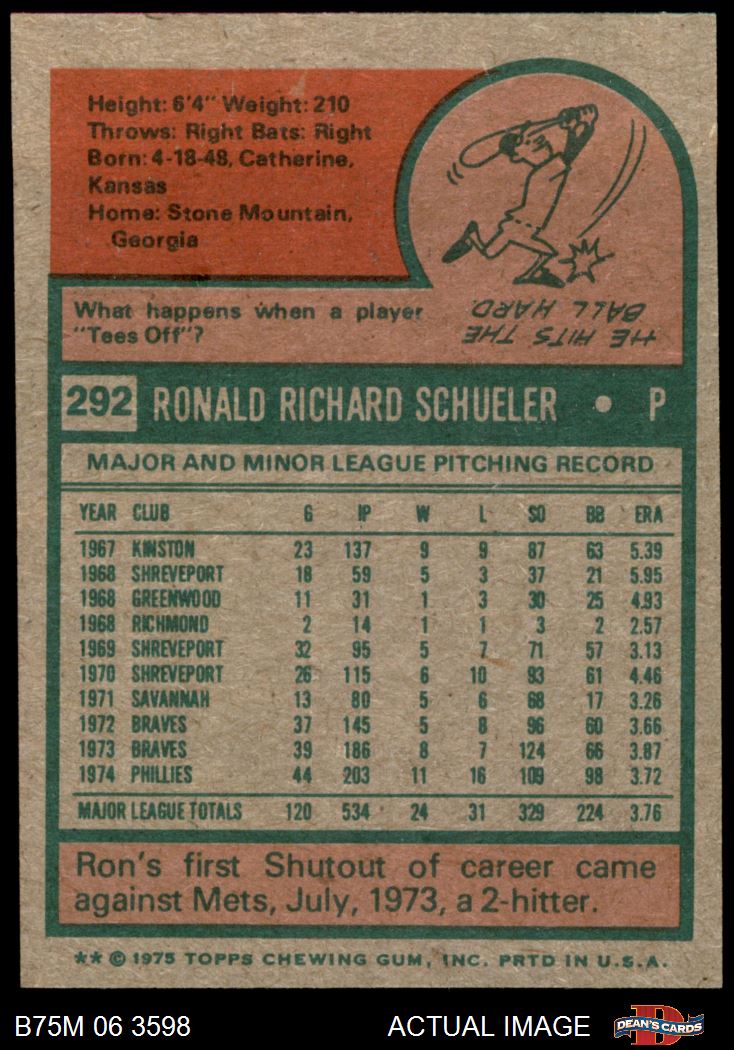 Height: 6'4" Weight: 210
Throws: Right Bats: Right
Born: 4-18-48, Catherine,
Kansas
Home: Stone Mountain,
Georgia
What happens when a player
"Tees Off"?
HE HITS THE
BALL HARD.
292 RONALD RICHARD SCHUELER • P
MAJOR AND MINOR LEAGUE PITCHING RECORD
YEAR CLUB G IP W L SO BB ERA
1967 KINSTON 23 137 9 9 87 63 5.39
1968 SHREVEPORT 18 59 5 3 37 21 5.95
1968 GREENWOOD 11 31 1 3 30 25 4.93
1968 RICHMOND 2 14 1 1 3 2 2.57
1969 SHREVEPORT 32 95 5 7 71 57 3.13
1970 SHREVEPORT 26 115 6 10 93 61 4.46
1971 SAVANNAH 13 80 5 6 68 17 3.26
1972 BRAVES 37 145 5 8 96 60 3.66
1973 BRAVES 39 186 8 7 124 66 3.87
1974 PHILLIES 44 203 11 16 109 98 3.72
MAJOR LEAGUE TOTALS 120 534 24 31 329 224 3.76
Ron's first Shutout of career came
against Mets, July, 1973, a 2-hitter.
** © 1975 TOPPS CHEWING GUM, INC. PRTD IN U.S.A.
B75M 06 3598 ACTUAL IMAGE D DEAN'S CARDS